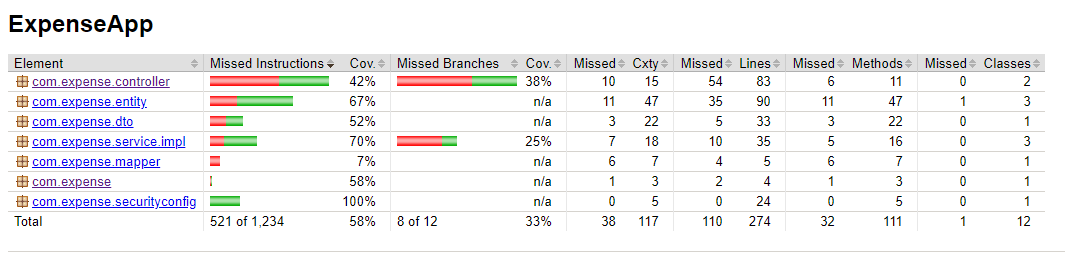 ExpenseApp
Element Missed Instructions Cov. Missed Branches Cov. Missed Cxty Missed Lines Missed Methods Missed Classes
com.expense.controller 42% 38% 10 15 54 83 6 11 0 2
com.expense.entity 67% n/a 11 47 35 90 11 47 1 3
com.expense.dto 52% n/a 3 22 5 33 3 22 0 1
com.expense.service.impl 70% 25% 7 18 10 35 5 16 0 3
com.expense.mapper 7% n/a 6 7 4 5 6 7 0 1
com.expense 58% n/a 1 3 2 4 1 3 0 1
com.expense.securityconfig 100% n/a 0 5 0 24 0 5 0 1
Total 521 of 1,234 58% 8 of 12 33% 38 117 110 274 32 111 1 12